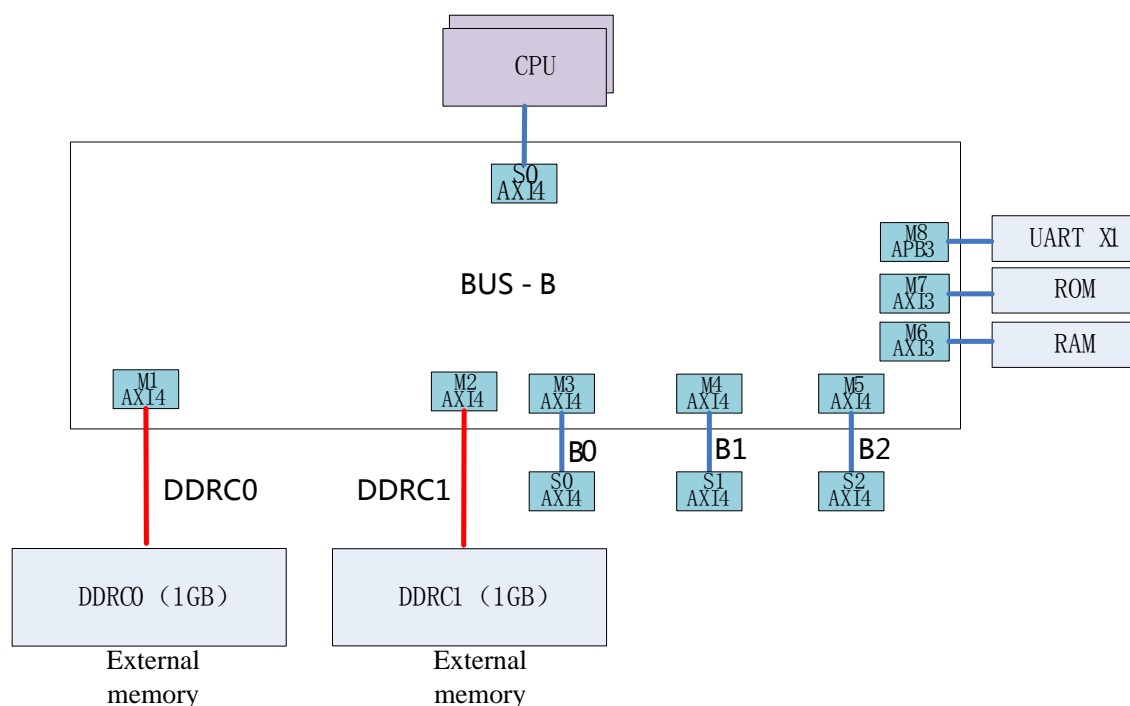 CPU
S0
AXI4
M8
APB3
UART X1
BUS - B
M7
AXI3
ROM
M6
AXI3
RAM
M1
AXI4
M2
AXI4
M3
AXI4
M4
AXI4
M5
AXI4
B0
B1
B2
DDRC0
DDRC1
S0
AXI4
S1
AXI4
S2
AXI4
DDRC0（1GB）
DDRC1（1GB）
External
memory
External
memory